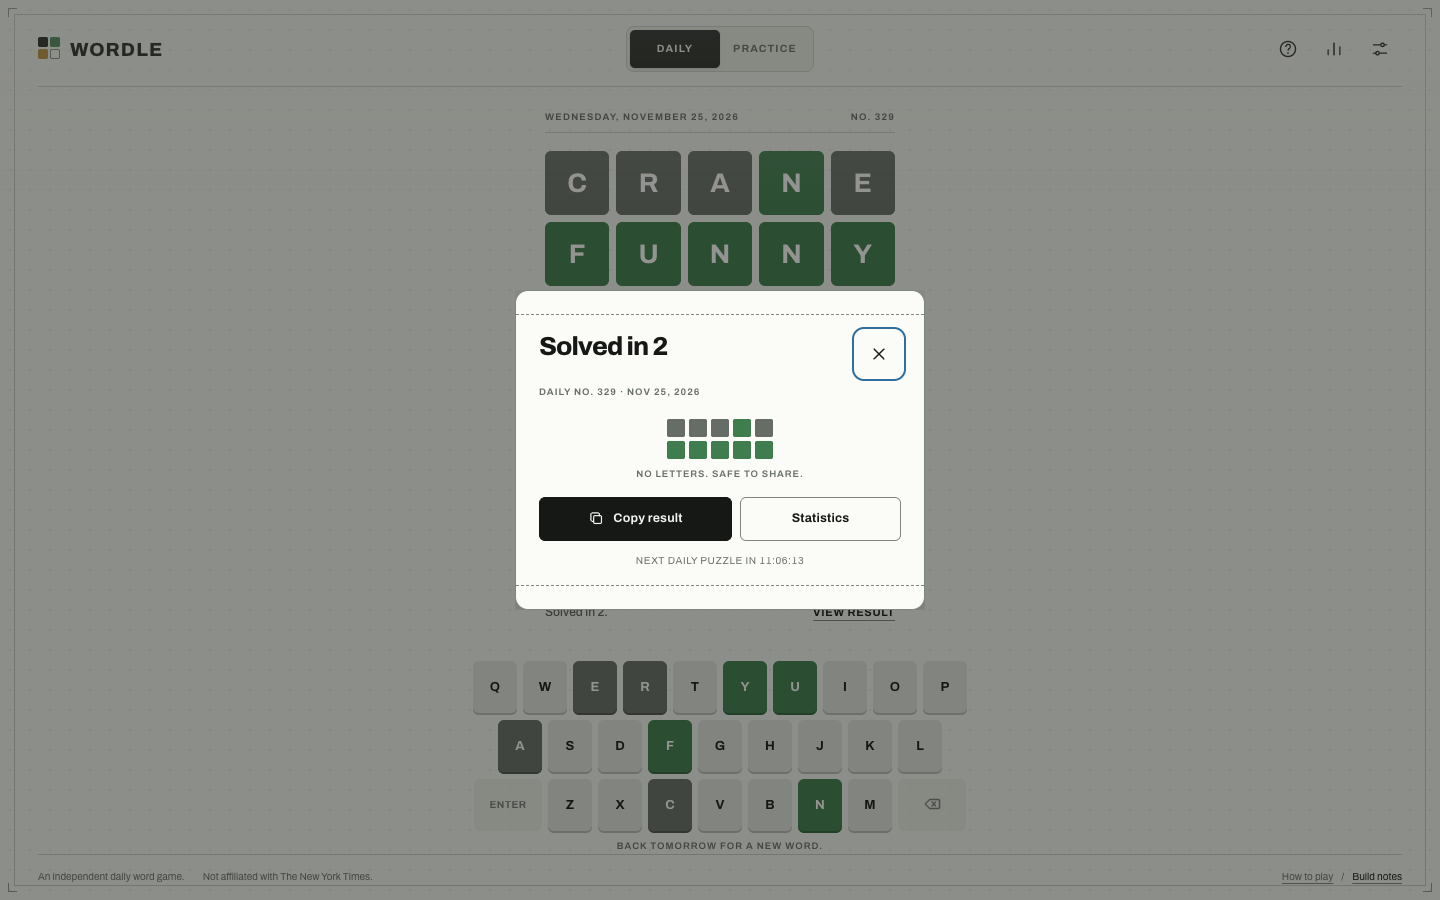 WORDLE
DAILY
PRACTICE
WEDNESDAY, NOVEMBER 25, 2026
NO. 329
C R A N E
F U N N Y
Solved in 2
DAILY NO. 329 · NOV 25, 2026
NO LETTERS. SAFE TO SHARE.
Copy result
Statistics
NEXT DAILY PUZZLE IN 11:06:13
Solved in 2.
VIEW RESULT
Q W E R T Y U I O P
A S D F G H J K L
ENTER Z X C V B N M
BACK TOMORROW FOR A NEW WORD.
An independent daily word game.
Not affiliated with The New York Times.
How to play / Build notes